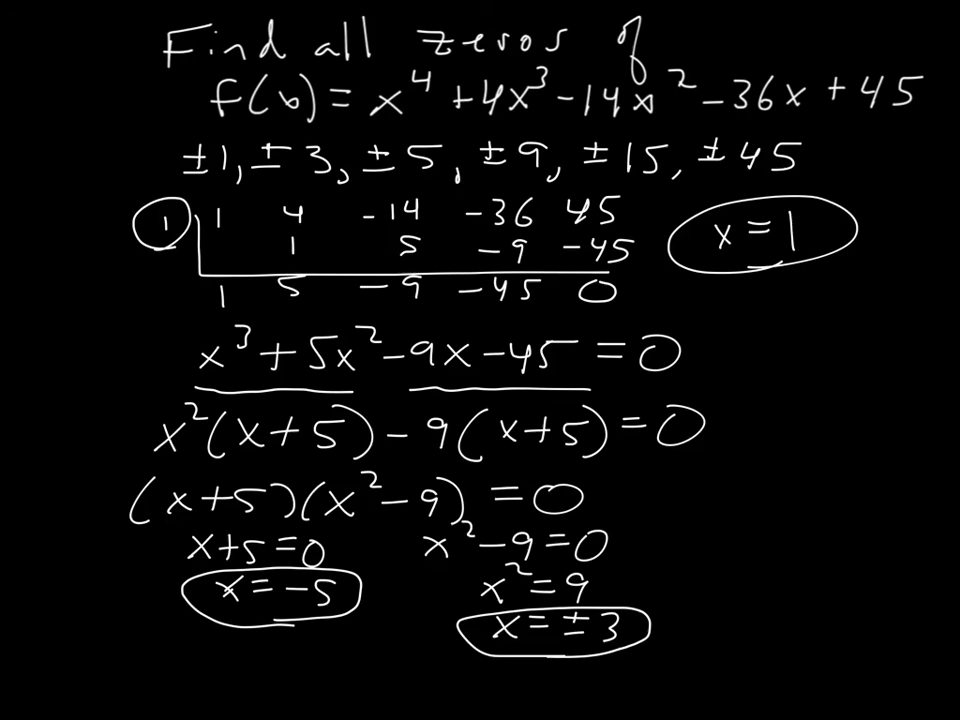 Find all zeros of
f(x) = x⁴ + 4x³ - 14x² - 36x + 45
±1, ±3, ±5, ±9, ±15, ±45
1 | 1 4 -14 -36 45
1 5 -9 -45
1 5 -9 -45 0
x = 1
x³ + 5x² - 9x - 45 = 0
x²(x+5) - 9(x+5) = 0
(x+5)(x² - 9) = 0
x+5 = 0 x² - 9 = 0
x = -5 x² = 9
x = ±3